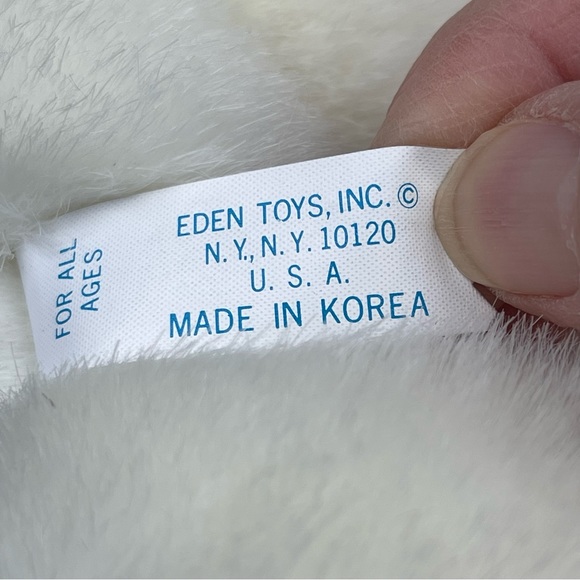 EDEN TOYS, INC. ©
N.Y., N.Y. 10120
U. S. A.
MADE IN KOREA
FOR ALL
AGES